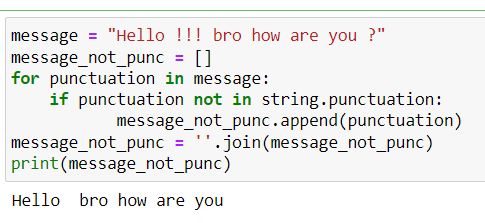 message = "Hello !!! bro how are you ?"
message_not_punc = []
for punctuation in message:
    if punctuation not in string.punctuation:
           message_not_punc.append(punctuation)
message_not_punc = ''.join(message_not_punc)
print(message_not_punc)
Hello  bro how are you